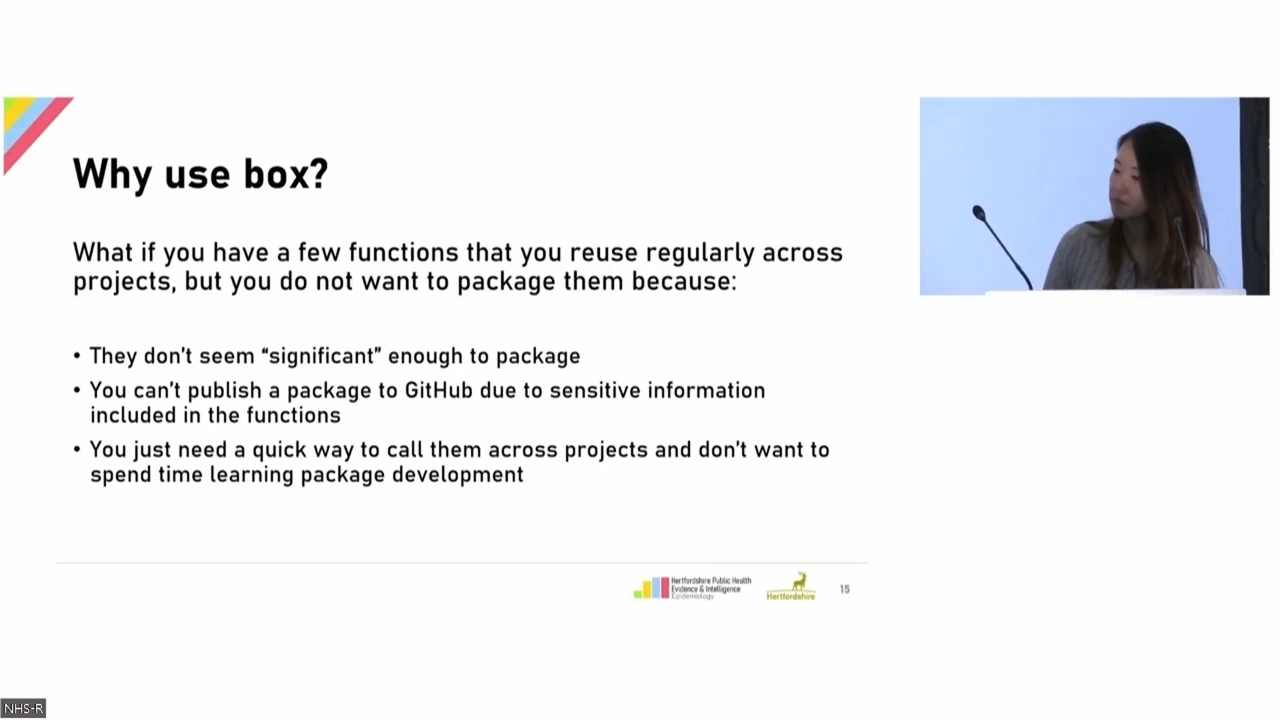 Why use box?
What if you have a few functions that you reuse regularly across
projects, but you do not want to package them because:
• They don't seem “significant” enough to package
• You can't publish a package to GitHub due to sensitive information
included in the functions
• You just need a quick way to call them across projects and don't want to
spend time learning package development
Hertfordshire Public Health
Evidence & Intelligence
Epidemiology
Hertfordshire
15
NHS-R